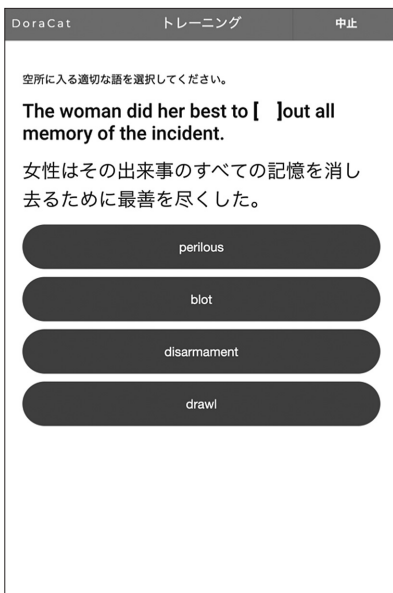 DoraCat トレーニング 中止
空所に入る適切な語を選択してください。
The woman did her best to [ ]out all
memory of the incident.
女性はその出来事のすべての記憶を消し
去るために最善を尽くした。
perilous
blot
disarmament
drawl